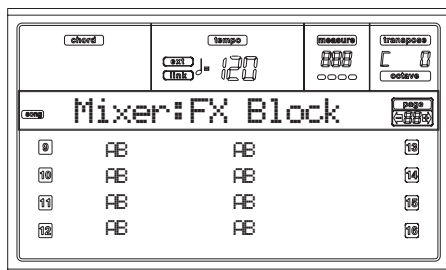 chord tempo measure transpose
ext link ♩= 120 888 C 0
octave
song Mixer:FX Block page
9 AB AB 13
10 AB AB 14
11 AB AB 15
12 AB AB 16